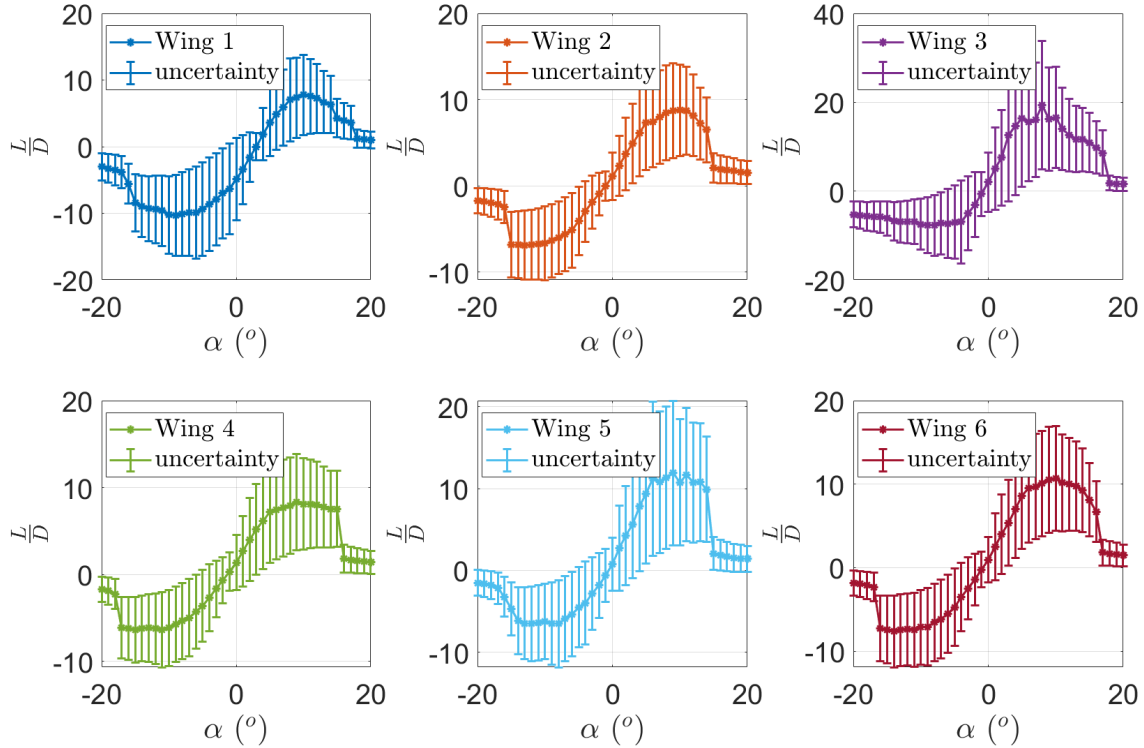 20
10
0
-10
-20
L/D
Wing 1
uncertainty
-20 0 20
α (°)
20
10
0
-10
L/D
Wing 2
uncertainty
-20 0 20
α (°)
40
20
0
-20
L/D
Wing 3
uncertainty
-20 0 20
α (°)
20
10
0
-10
L/D
Wing 4
uncertainty
-20 0 20
α (°)
20
10
0
-10
L/D
Wing 5
uncertainty
-20 0 20
α (°)
20
10
0
-10
L/D
Wing 6
uncertainty
-20 0 20
α (°)